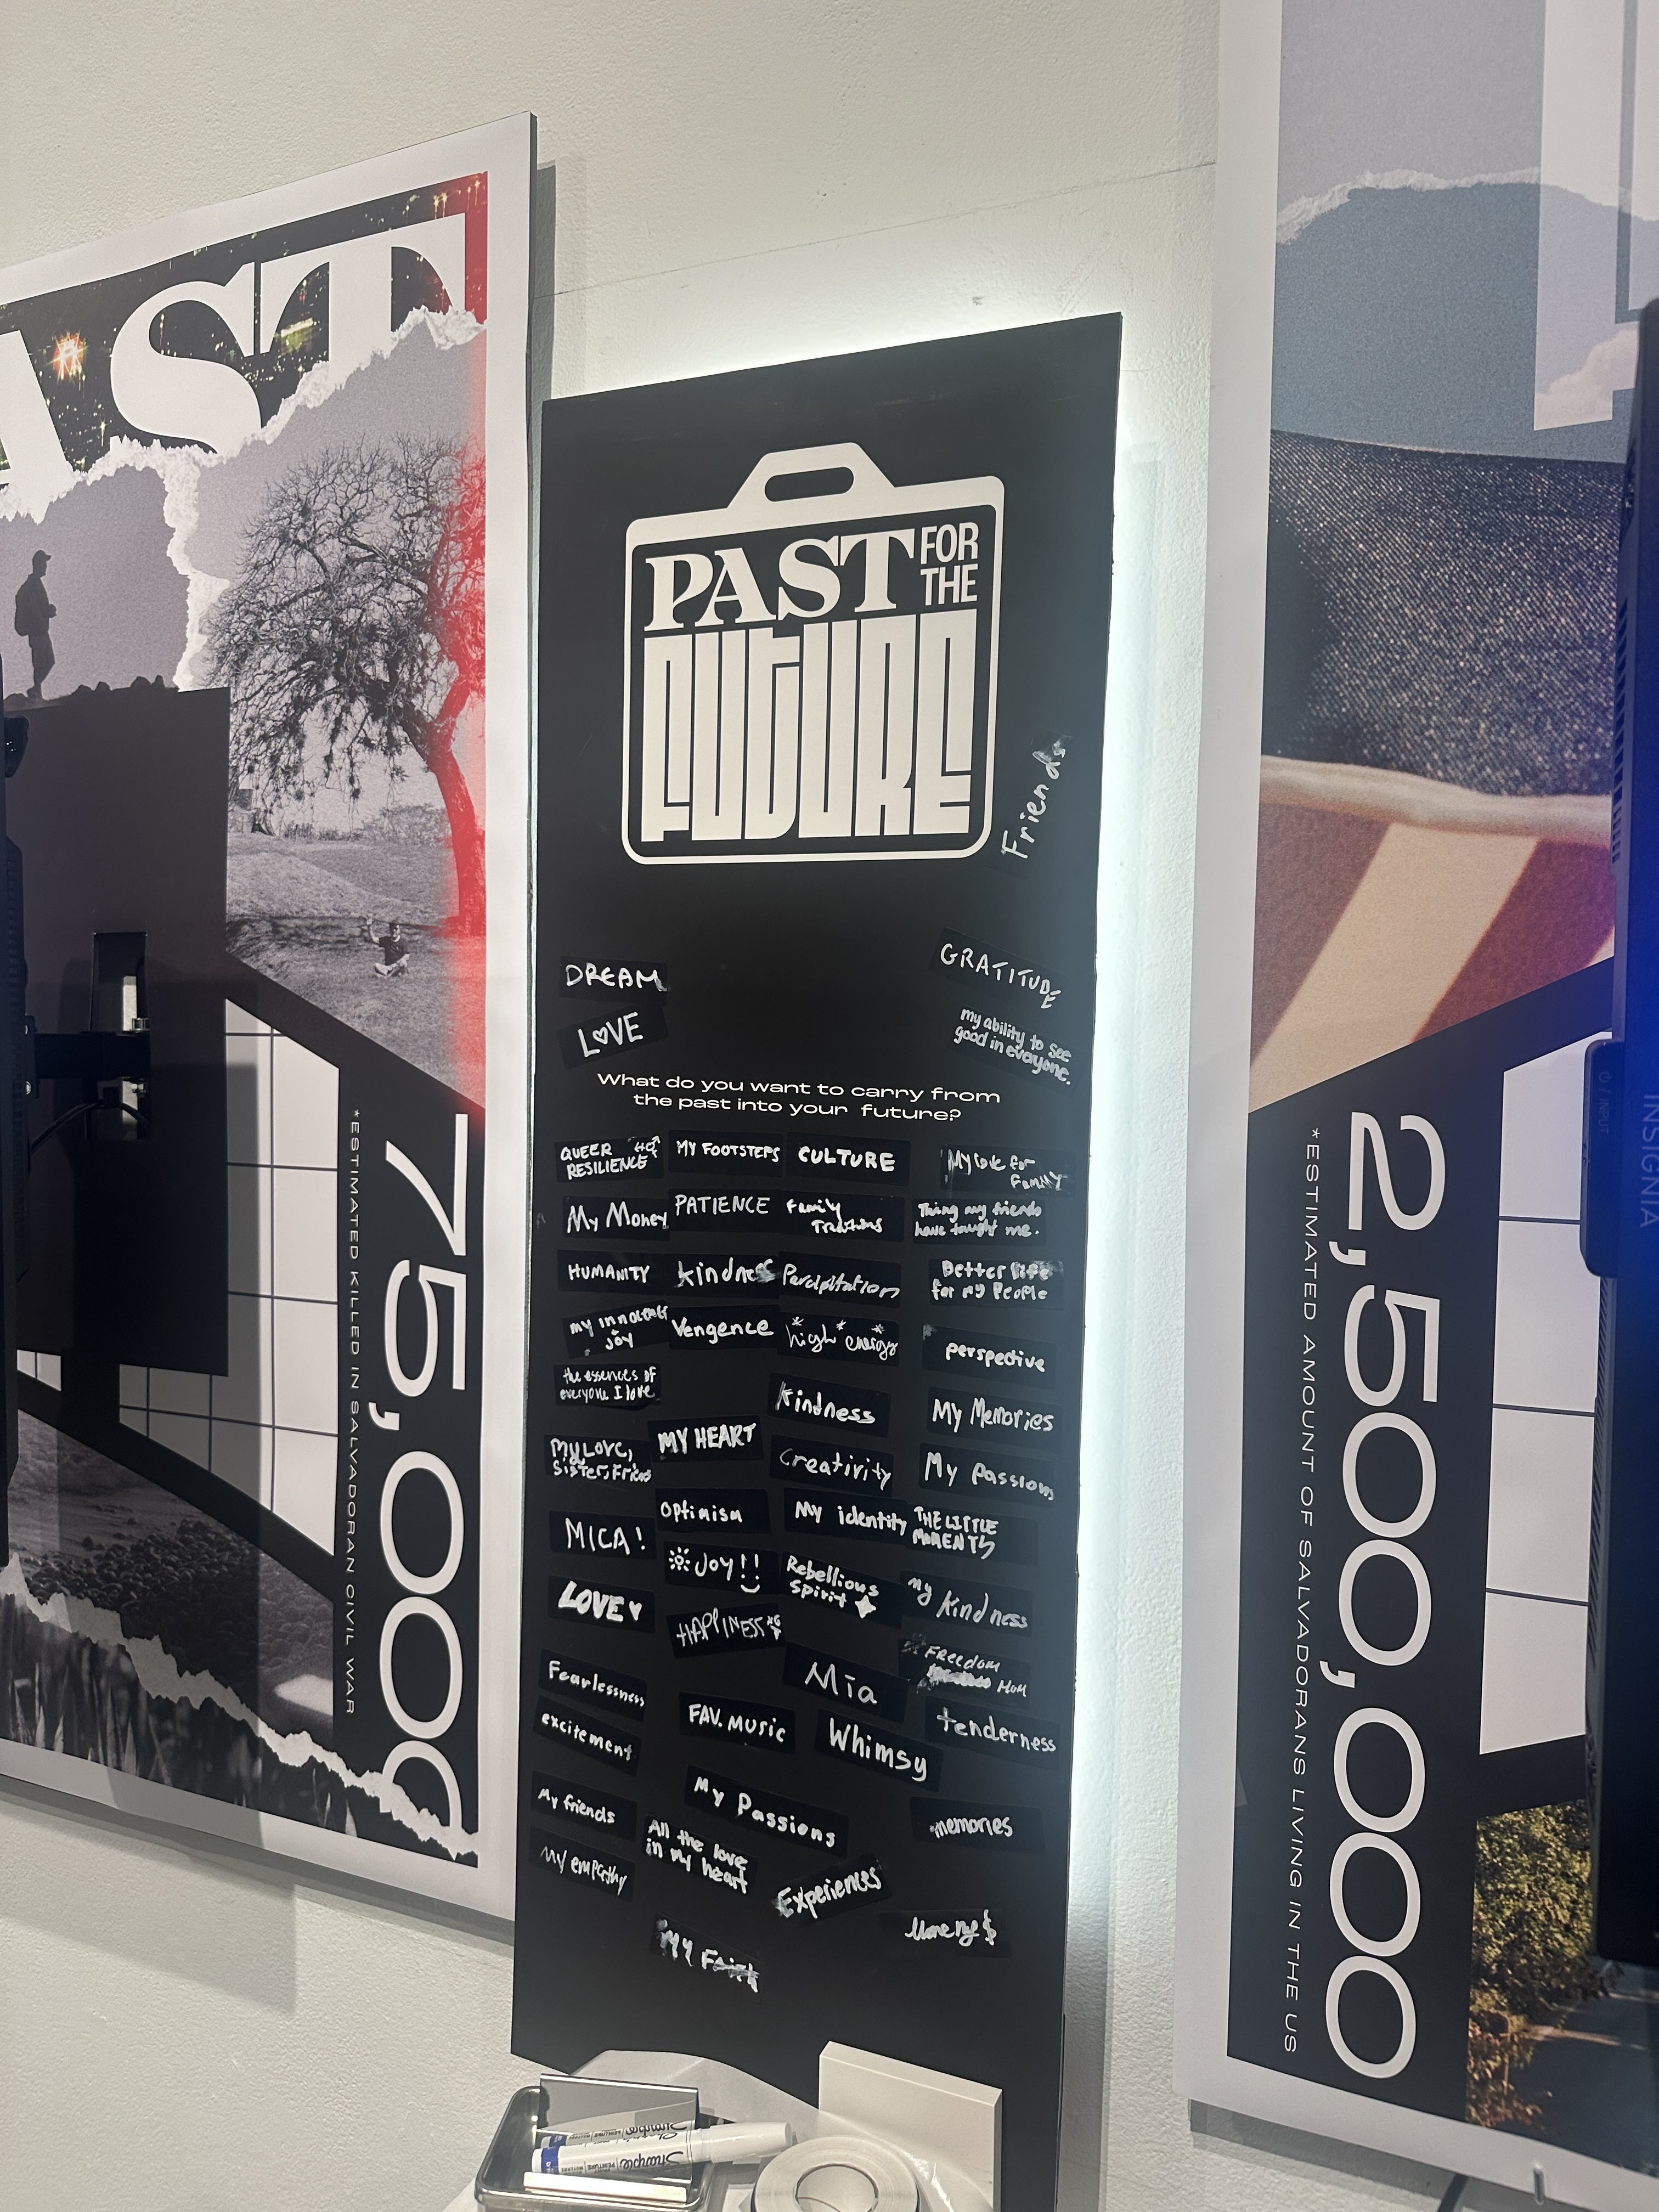 AST
75,000
*ESTIMATED KILLED IN SALVADORAN CIVIL WAR
PAST FOR
THE
FUTURE
Friends
DREAM
GRATITUDE
LOVE
my ability to see
good in everyone.
What do you want to carry from
the past into your future?
QUEER
RESILIENCE
MY FOOTSTEPS
CULTURE
My love for
FAMILY
My Money
PATIENCE
Family
Traditions
Thing my friends
have taught me.
HUMANITY
kindness
Percipitation
Better life
for my People
my innocent
joy
Vengence
*high* energy*
perspective
the essences of
everyone I love
kindness
My Memories
My Love,
Sister, Friend
MY HEART
Creativity
My passions
MICA!
Optimism
My identity
THE LITTLE
MOMENTS
Joy!!
Rebellious
Spirit
my kindness
LOVE
HAPPINESS
Mia
FREEDOM
MOM
Fearlessness
FAV. MUSIC
Whimsy
tenderness
excitement
My Passions
memories
My friends
All the love
in my heart
My empathy
Experiences
Money $
MY Faith
2,500,000
*ESTIMATED AMOUNT OF SALVADORANS LIVING IN THE US
INPUT
INSIGNIA
Sharpie
Sharpie